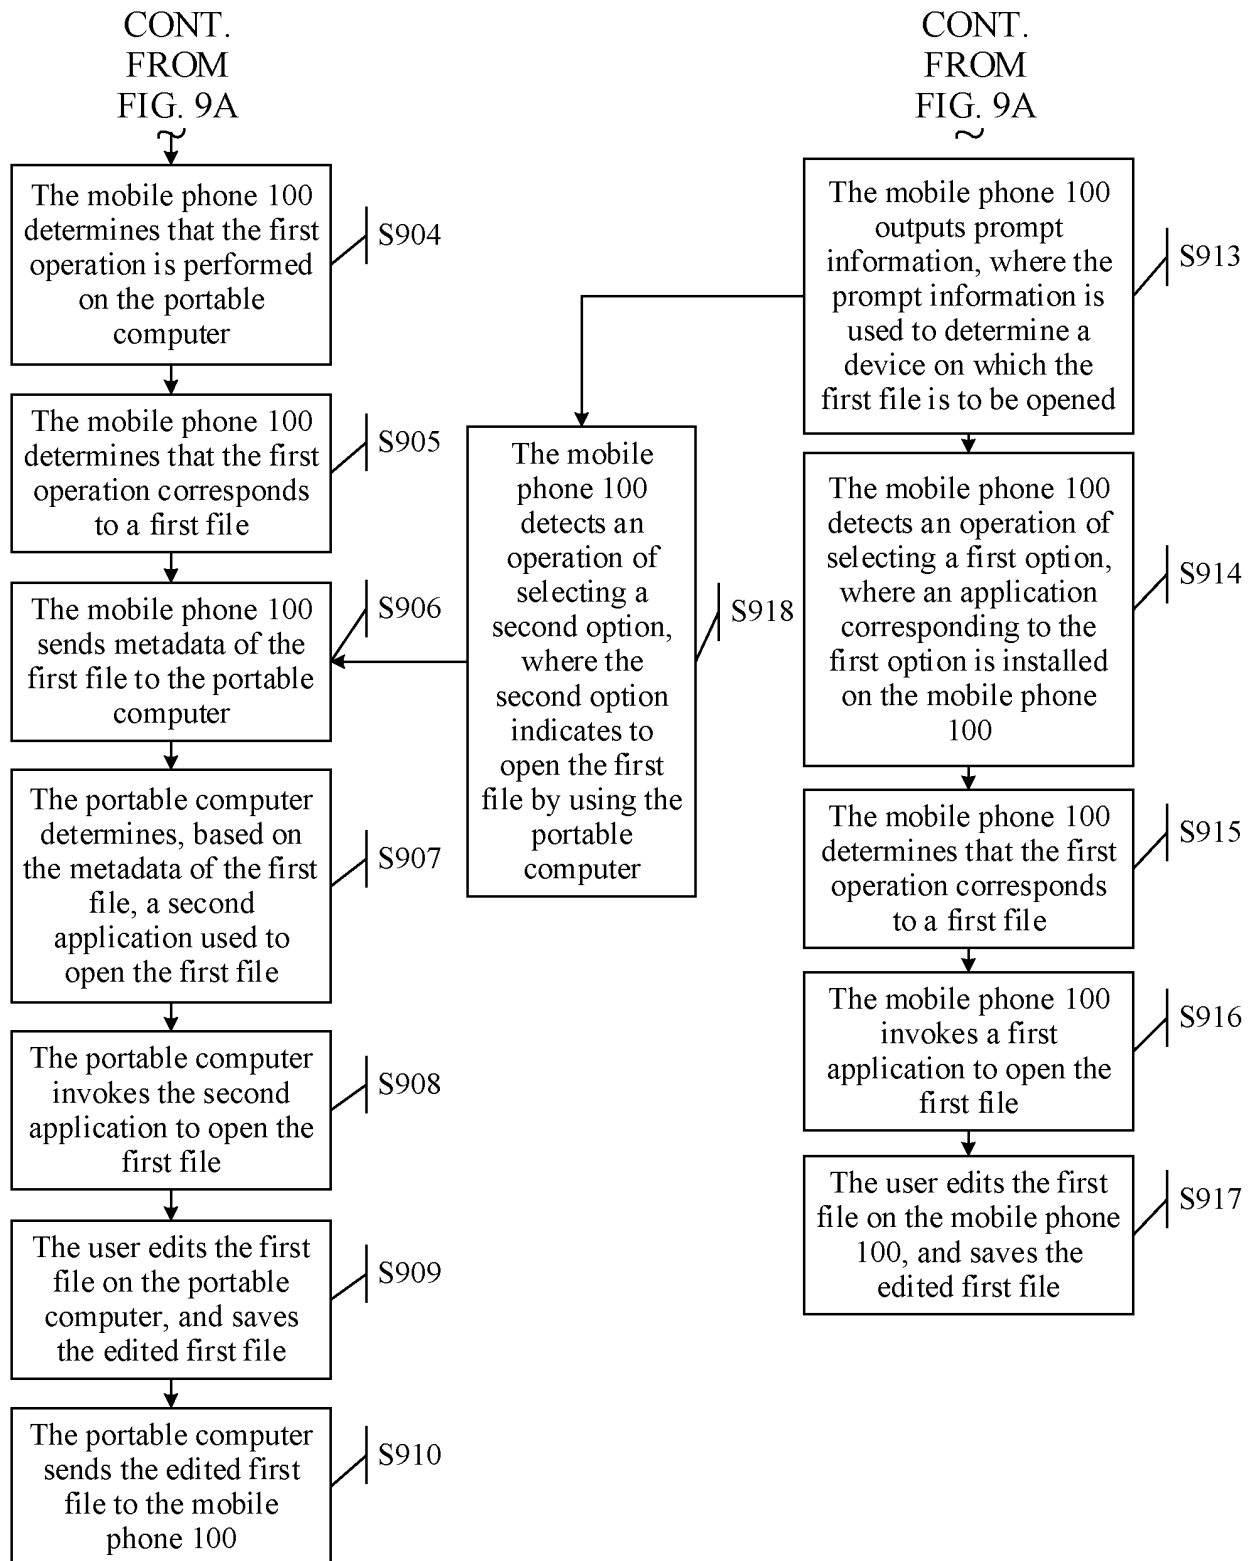 CONT.
FROM
FIG. 9A
The mobile phone 100
determines that the first
operation is performed
on the portable
computer
S904
The mobile phone 100
determines that the first
operation corresponds
to a first file
S905
The mobile phone 100
sends metadata of the
first file to the portable
computer
S906
The portable computer
determines, based on
the metadata of the first
file, a second
application used to
open the first file
S907
The portable computer
invokes the second
application to open the
first file
S908
The user edits the first
file on the portable
computer, and saves
the edited first file
S909
The portable computer
sends the edited first
file to the mobile
phone 100
S910
The mobile
phone 100
detects an
operation of
selecting a
second option,
where the
second option
indicates to
open the first
file by using the
portable
computer
S918
CONT.
FROM
FIG. 9A
The mobile phone 100
outputs prompt
information, where the
prompt information is
used to determine a
device on which the
first file is to be opened
S913
The mobile phone 100
detects an operation of
selecting a first option,
where an application
corresponding to the
first option is installed
on the mobile phone
100
S914
The mobile phone 100
determines that the first
operation corresponds
to a first file
S915
The mobile phone 100
invokes a first
application to open the
first file
S916
The user edits the first
file on the mobile phone
100, and saves the
edited first file
S917